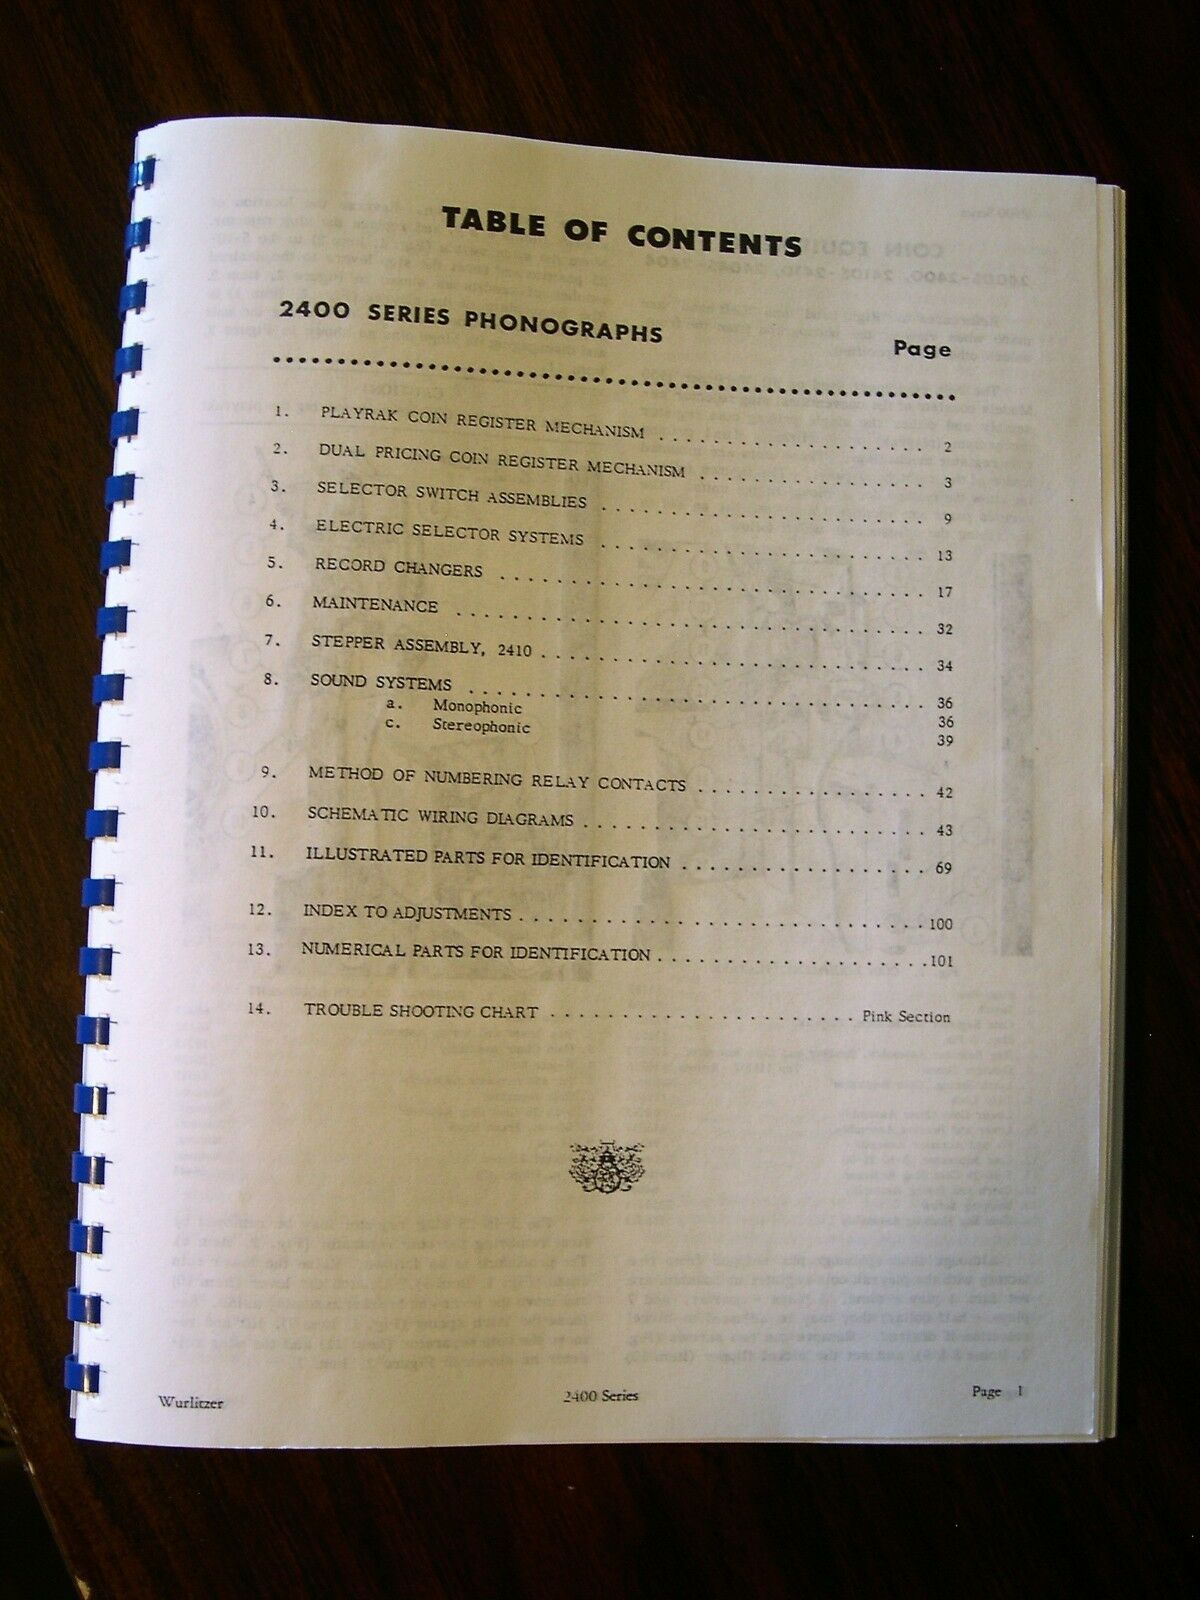 TABLE OF CONTENTS
2400 SERIES PHONOGRAPHS
Page
1. PLAYRAK COIN REGISTER MECHANISM . . . . . . . . . . . . . . . . . . . 2
2. DUAL PRICING COIN REGISTER MECHANISM . . . . . . . . . . . . . . . . 3
3. SELECTOR SWITCH ASSEMBLIES . . . . . . . . . . . . . . . . . . . . . . . 9
4. ELECTRIC SELECTOR SYSTEMS . . . . . . . . . . . . . . . . . . . . . . . 13
5. RECORD CHANGERS . . . . . . . . . . . . . . . . . . . . . . . . . . . . . . 17
6. MAINTENANCE . . . . . . . . . . . . . . . . . . . . . . . . . . . . . . . . . 32
7. STEPPER ASSEMBLY, 2410 . . . . . . . . . . . . . . . . . . . . . . . . . . . 34
8. SOUND SYSTEMS . . . . . . . . . . . . . . . . . . . . . . . . . . . . . . . . 36
a. Monophonic 36
c. Stereophonic 39
9. METHOD OF NUMBERING RELAY CONTACTS . . . . . . . . . . . . . . . . 42
10. SCHEMATIC WIRING DIAGRAMS . . . . . . . . . . . . . . . . . . . . . . . . 43
11. ILLUSTRATED PARTS FOR IDENTIFICATION . . . . . . . . . . . . . . . . . 69
12. INDEX TO ADJUSTMENTS . . . . . . . . . . . . . . . . . . . . . . . . . . . . 100
13. NUMERICAL PARTS FOR IDENTIFICATION . . . . . . . . . . . . . . . . . . . 101
14. TROUBLE SHOOTING CHART . . . . . . . . . . . . . . . . . . . . . . Pink Section
Wurlitzer 2400 Series Page 1